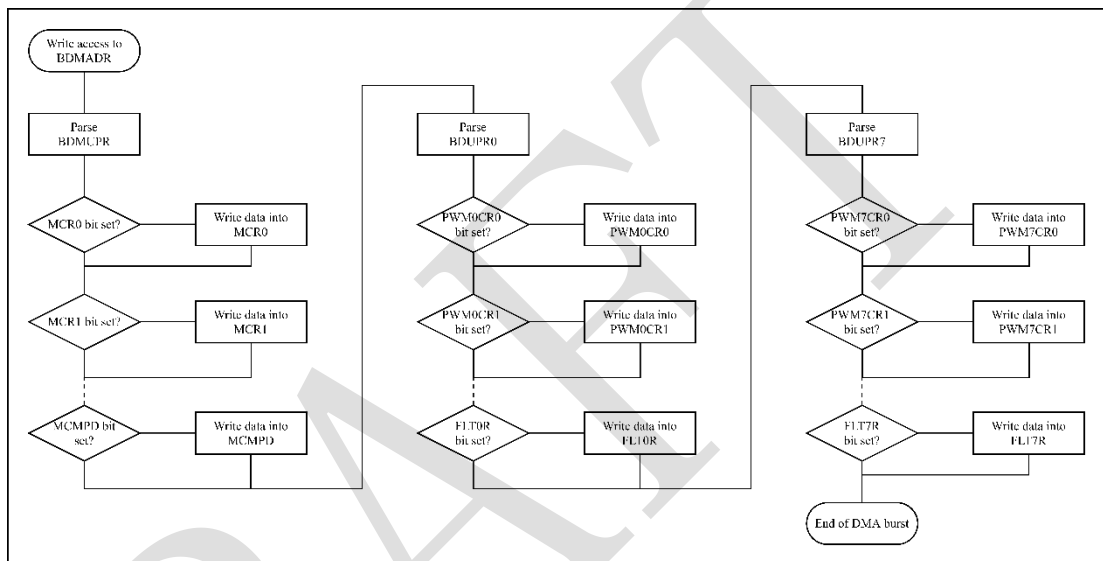 Write access to
BDMADR
Parse
BDMUPR
MCR0 bit set?
Write data into
MCR0
MCR1 bit set?
Write data into
MCR1
MCMPD bit
set?
Write data into
MCMPD
Parse
BDUPR0
PWM0CR0
bit set?
Write data into
PWM0CR0
PWM0CR1
bit set?
Write data into
PWM0CR1
FLT0R
bit set?
Write data into
FLT0R
Parse
BDUPR7
PWM7CR0
bit set?
Write data into
PWM7CR0
PWM7CR1
bit set?
Write data into
PWM7CR1
FLT7R
bit set?
Write data into
FLT7R
End of DMA burst
DRAFT